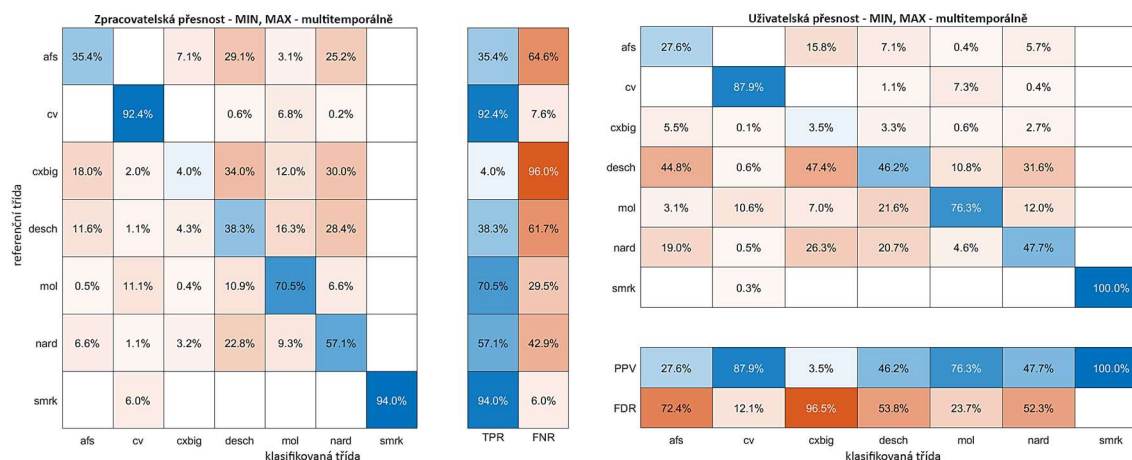 Zpracovatelská přesnost - MIN, MAX - multitemporálně
referenční třída
afs 35.4% 7.1% 29.1% 3.1% 25.2% 35.4% 64.6%
cv 92.4% 0.6% 6.8% 0.2% 92.4% 7.6%
cxbig 18.0% 2.0% 4.0% 34.0% 12.0% 30.0% 4.0% 96.0%
desch 11.6% 1.1% 4.3% 38.3% 16.3% 28.4% 38.3% 61.7%
mol 0.5% 11.1% 0.4% 10.9% 70.5% 6.6% 70.5% 29.5%
nard 6.6% 1.1% 3.2% 22.8% 9.3% 57.1% 57.1% 42.9%
smrk 6.0% 94.0% 94.0% 6.0%
afs cv cxbig desch mol nard smrk TPR FNR
klasifikovaná třída
Uživatelská přesnost - MIN, MAX - multitemporálně
afs 27.6% 15.8% 7.1% 0.4% 5.7%
cv 87.9% 1.1% 7.3% 0.4%
cxbig 5.5% 0.1% 3.5% 3.3% 0.6% 2.7%
desch 44.8% 0.6% 47.4% 46.2% 10.8% 31.6%
mol 3.1% 10.6% 7.0% 21.6% 76.3% 12.0%
nard 19.0% 0.5% 26.3% 20.7% 4.6% 47.7%
smrk 0.3% 100.0%
PPV 27.6% 87.9% 3.5% 46.2% 76.3% 47.7% 100.0%
FDR 72.4% 12.1% 96.5% 53.8% 23.7% 52.3%
afs cv cxbig desch mol nard smrk
klasifikovaná třída